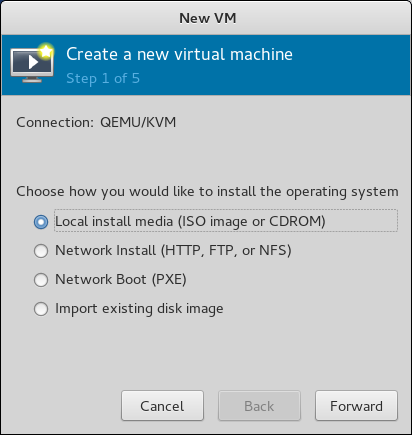 New VM
Create a new virtual machine
Step 1 of 5
Connection: QEMU/KVM
Choose how you would like to install the operating system
Local install media (ISO image or CDROM)
Network Install (HTTP, FTP, or NFS)
Network Boot (PXE)
Import existing disk image
Cancel Back Forward